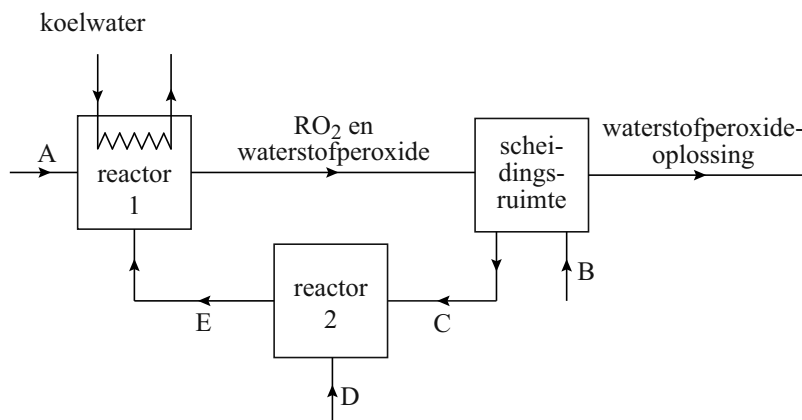 koelwater
A
reactor
1
RO2 en
waterstofperoxide
schei-
dings-
ruimte
waterstofperoxide-
oplossing
B
C
reactor
2
D
E